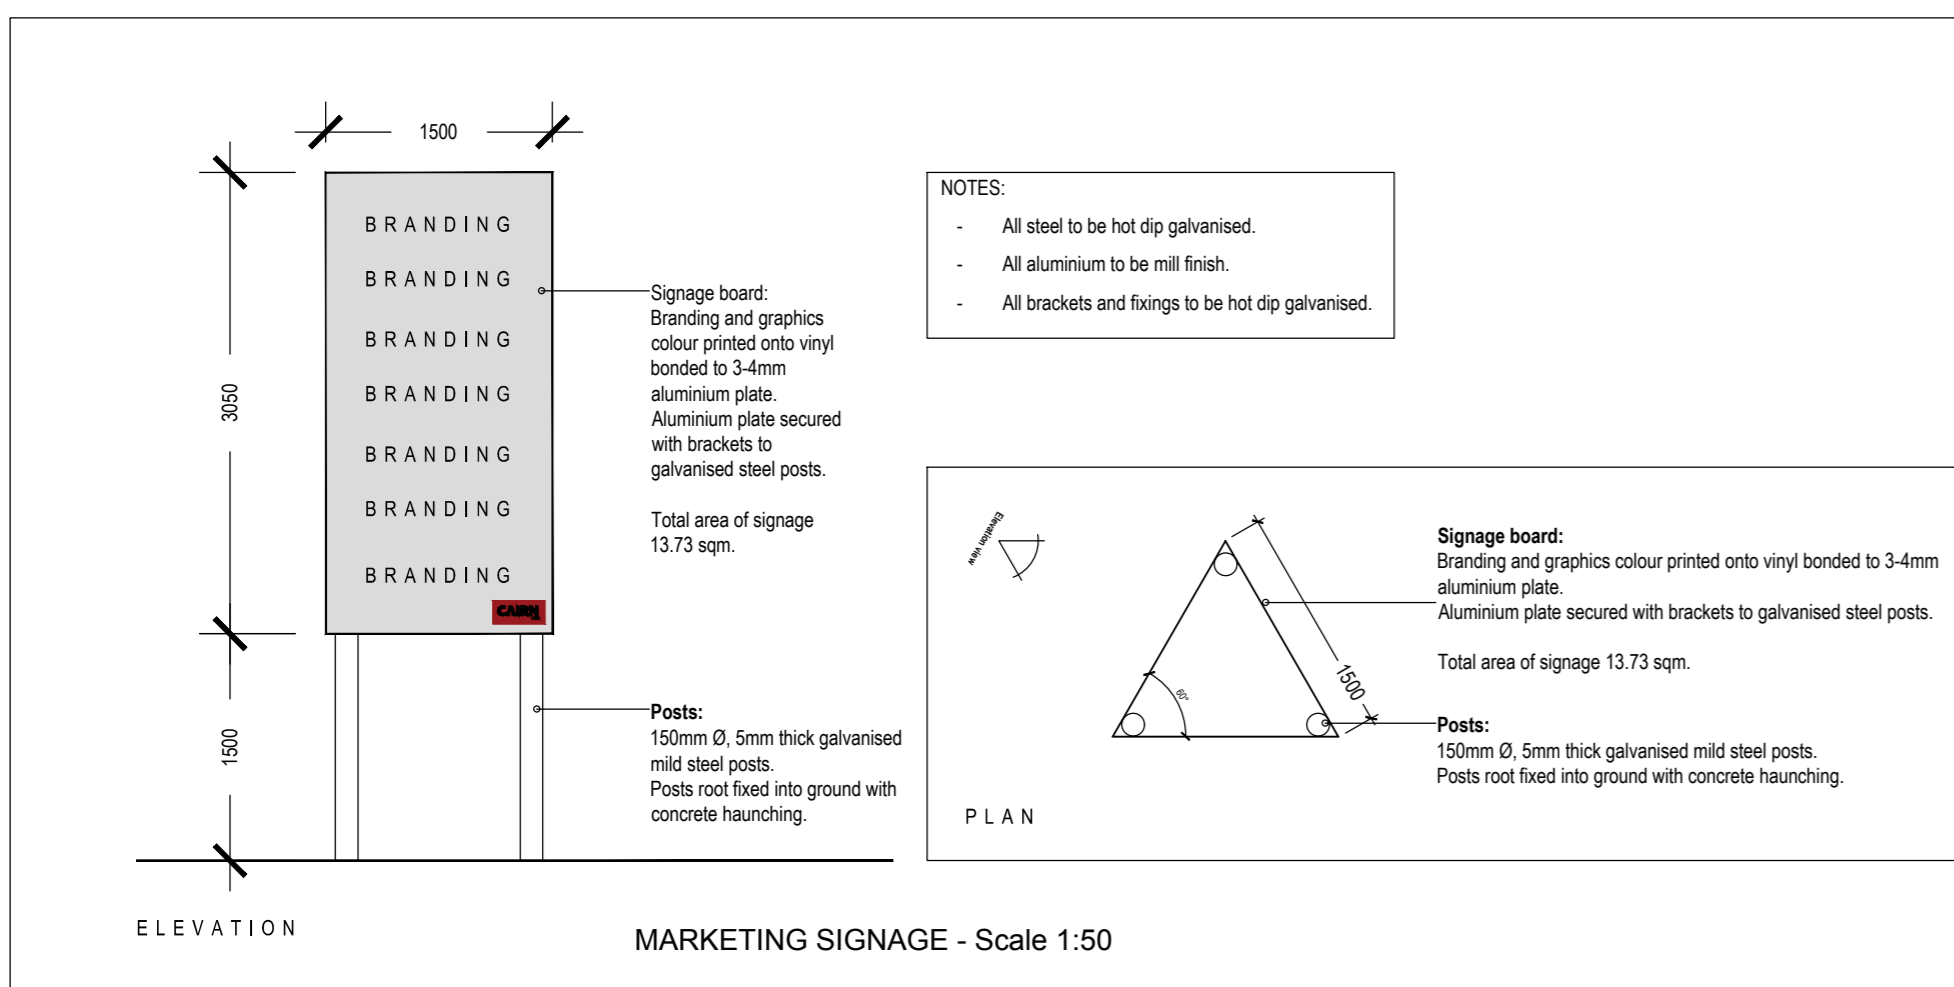 1500
3050
1500
BRANDING
BRANDING
BRANDING
BRANDING
BRANDING
BRANDING
BRANDING
CAIRN
Signage board:
Branding and graphics
colour printed onto vinyl
bonded to 3-4mm
aluminium plate.
Aluminium plate secured
with brackets to
galvanised steel posts.
Total area of signage
13.73 sqm.
Posts:
150mm Ø, 5mm thick galvanised
mild steel posts.
Posts root fixed into ground with
concrete haunching.
ELEVATION
NOTES:
- All steel to be hot dip galvanised.
- All aluminium to be mill finish.
- All brackets and fixings to be hot dip galvanised.
Elevation view
1500
60°
Signage board:
Branding and graphics colour printed onto vinyl bonded to 3-4mm
aluminium plate.
Aluminium plate secured with brackets to galvanised steel posts.
Total area of signage 13.73 sqm.
Posts:
150mm Ø, 5mm thick galvanised mild steel posts.
Posts root fixed into ground with concrete haunching.
PLAN
MARKETING SIGNAGE - Scale 1:50